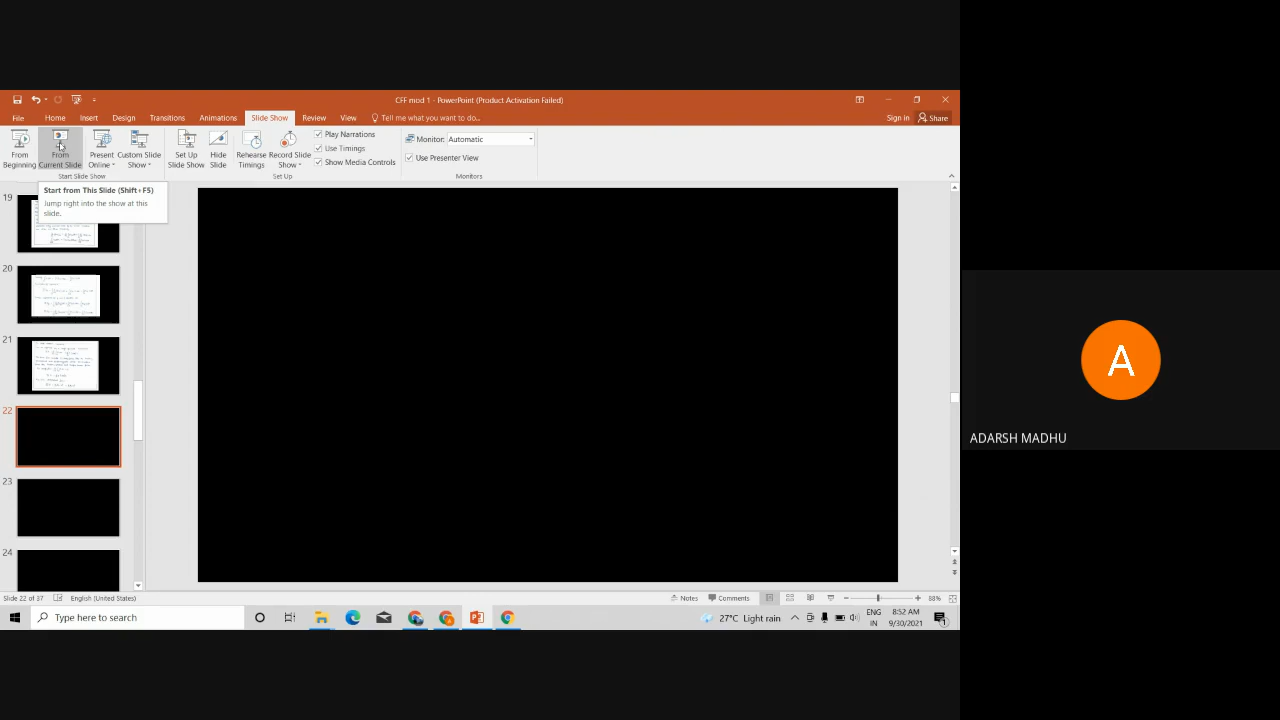 CFF mod 1 - PowerPoint (Product Activation Failed)
File Home Insert Design Transitions Animations Slide Show Review View Tell me what you want to do... Sign in Share
From Beginning
From Current Slide
Present Online
Custom Slide Show
Set Up Slide Show
Hide Slide
Rehearse Timings
Record Slide Show
Play Narrations
Use Timings
Show Media Controls
Monitor: Automatic
Use Presenter View
Start Slide Show
Set Up
Monitors
Start from This Slide (Shift+F5)
Jump right into the show at this
slide.
19
20
21
22
23
24
A
ADARSH MADHU
Slide 22 of 37 English (United States) Notes Comments 88%
Type here to search
27°C Light rain
ENG
IN
8:52 AM
9/30/2021
1